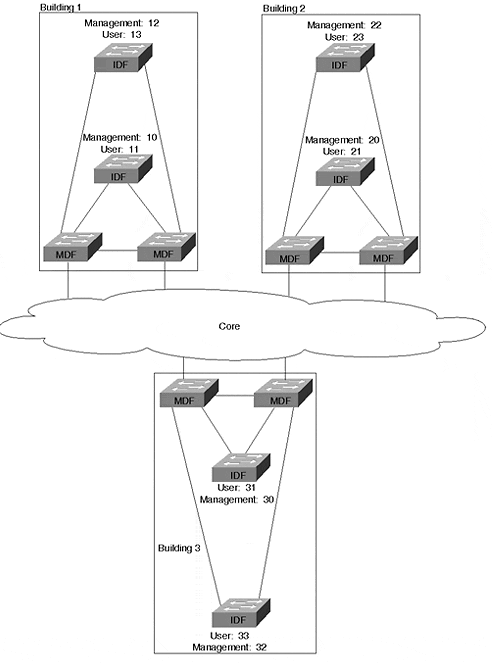 Building 1
Management: 12
User: 13
IDF
Management: 10
User: 11
IDF
MDF
MDF
Building 2
Management: 22
User: 23
IDF
Management: 20
User: 21
IDF
MDF
MDF
Core
MDF
MDF
IDF
User: 31
Management: 30
Building 3
IDF
User: 33
Management: 32